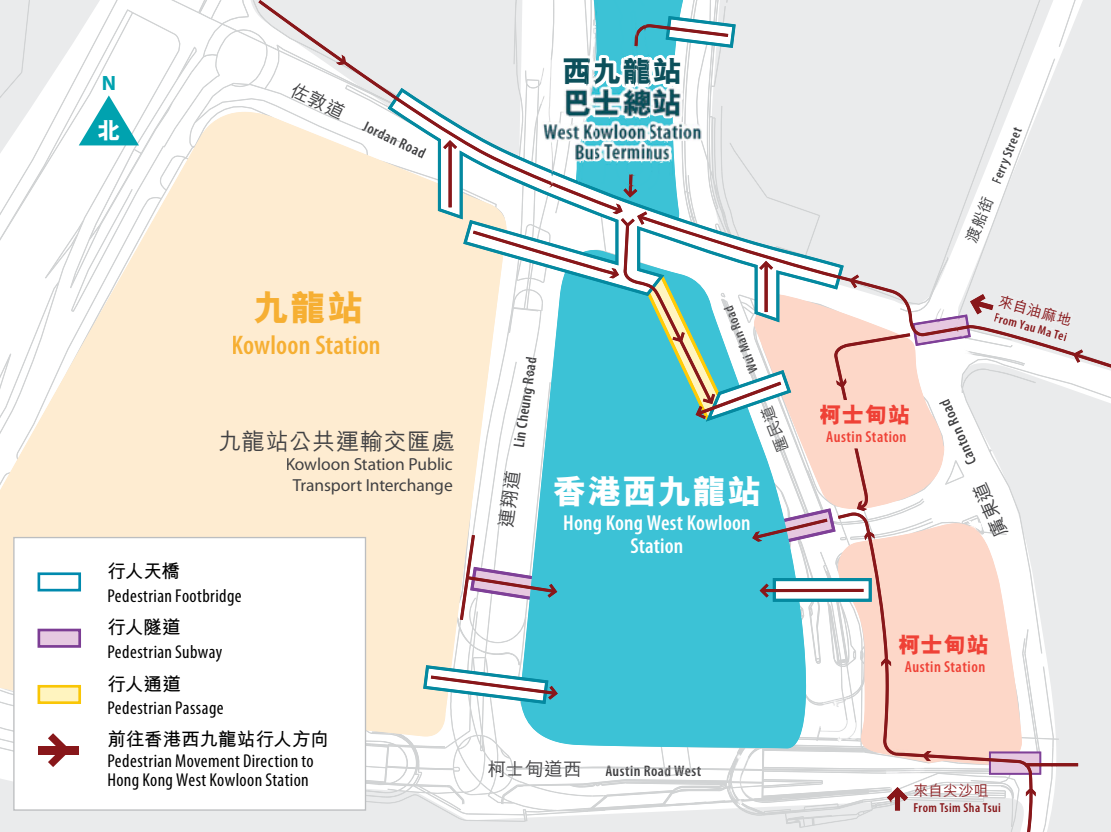 N
北
佐敦道
Jordan Road
西九龍站
巴士總站
West Kowloon Station
Bus Terminus
渡船街
Ferry Street
來自油麻地
From Yau Ma Tei
九龍站
Kowloon Station
九龍站公共運輸交匯處
Kowloon Station Public
Transport Interchange
連翔道
Lin Cheung Road
匯民道
Wui Man Road
柯士甸站
Austin Station
廣東道
Canton Road
香港西九龍站
Hong Kong West Kowloon
Station
柯士甸站
Austin Station
行人天橋
Pedestrian Footbridge
行人隧道
Pedestrian Subway
行人通道
Pedestrian Passage
前往香港西九龍站行人方向
Pedestrian Movement Direction to
Hong Kong West Kowloon Station
柯士甸道西
Austin Road West
來自尖沙咀
From Tsim Sha Tsui